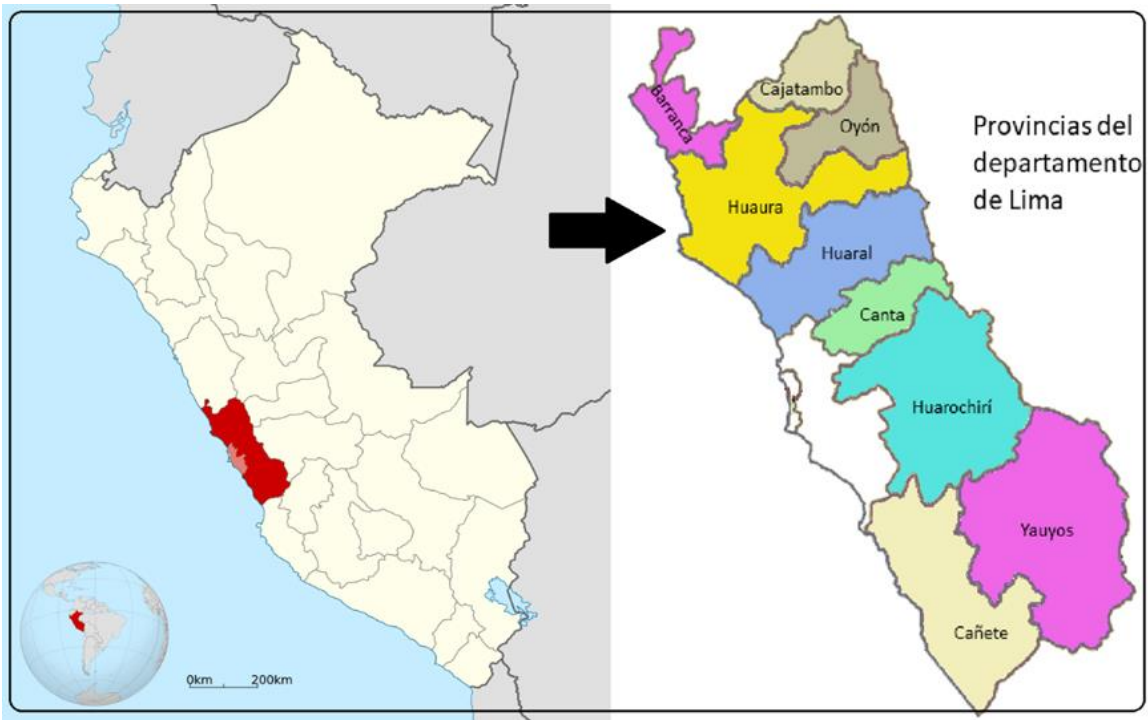 0km 200km
Provincias del
departamento
de Lima
Cajatambo
Barranca
Oyón
Huaura
Huaral
Canta
Huarochirí
Yauyos
Cañete